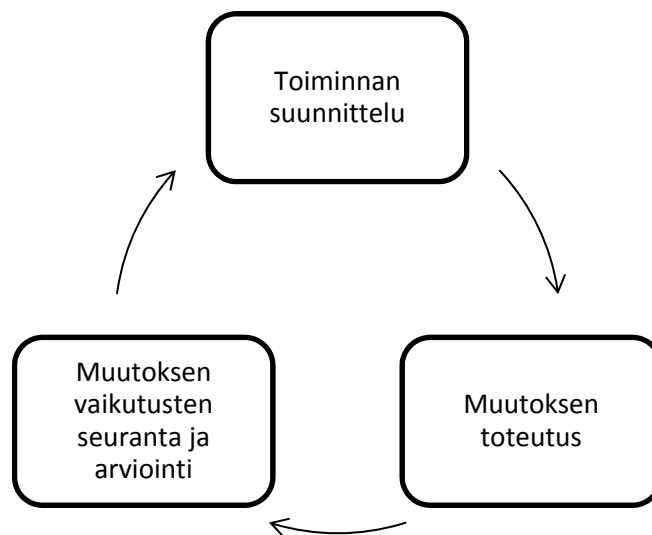 Toiminnan
suunnittelu
Muutoksen
toteutus
Muutoksen
vaikutusten
seuranta ja
arviointi